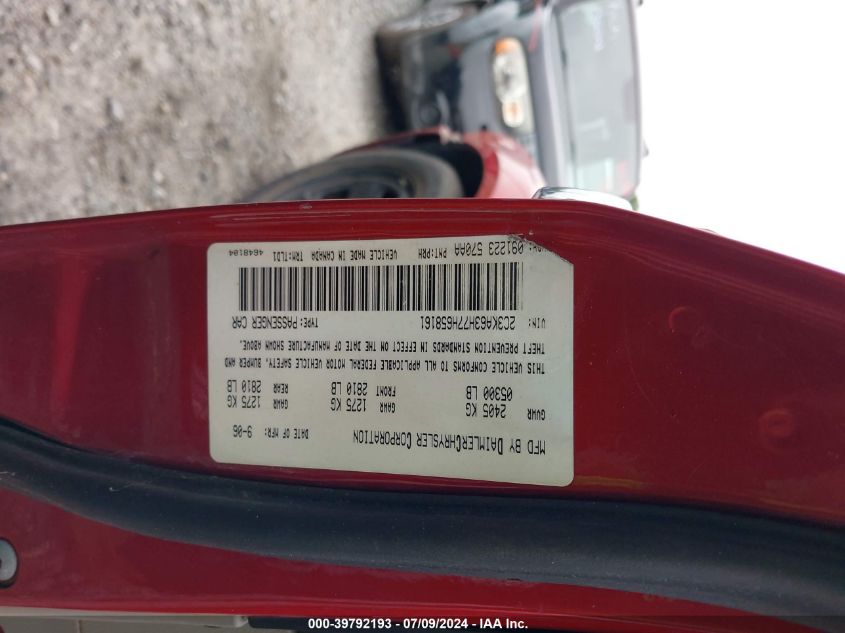 MFD BY DAIMLERCHRYSLER CORPORATION DATE OF MFR: 9-06
GVWR GAWR FRONT GAWR REAR
2405 KG 1275 KG 1275 KG
05300 LB 2810 LB 2810 LB
THIS VEHICLE CONFORMS TO ALL APPLICABLE FEDERAL MOTOR VEHICLE SAFETY, BUMPER AND
THEFT PREVENTION STANDARDS IN EFFECT ON THE DATE OF MANUFACTURE SHOWN ABOVE.
VIN: 2C3KA63H77H658161 TYPE: PASSENGER CAR
091223 570AA PNT:PRH VEHICLE MADE IN CANADA TRM:TLD1 4648104
000-39792193 - 07/09/2024 - IAA Inc.